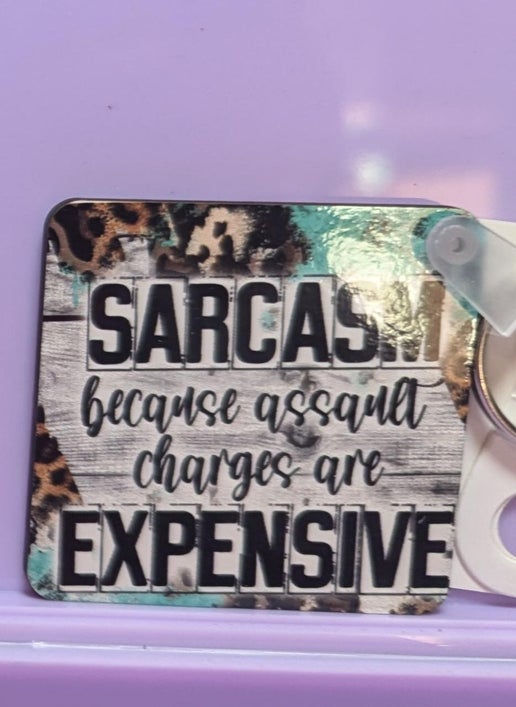 SARCASM
because assault
charges are
EXPENSIVE